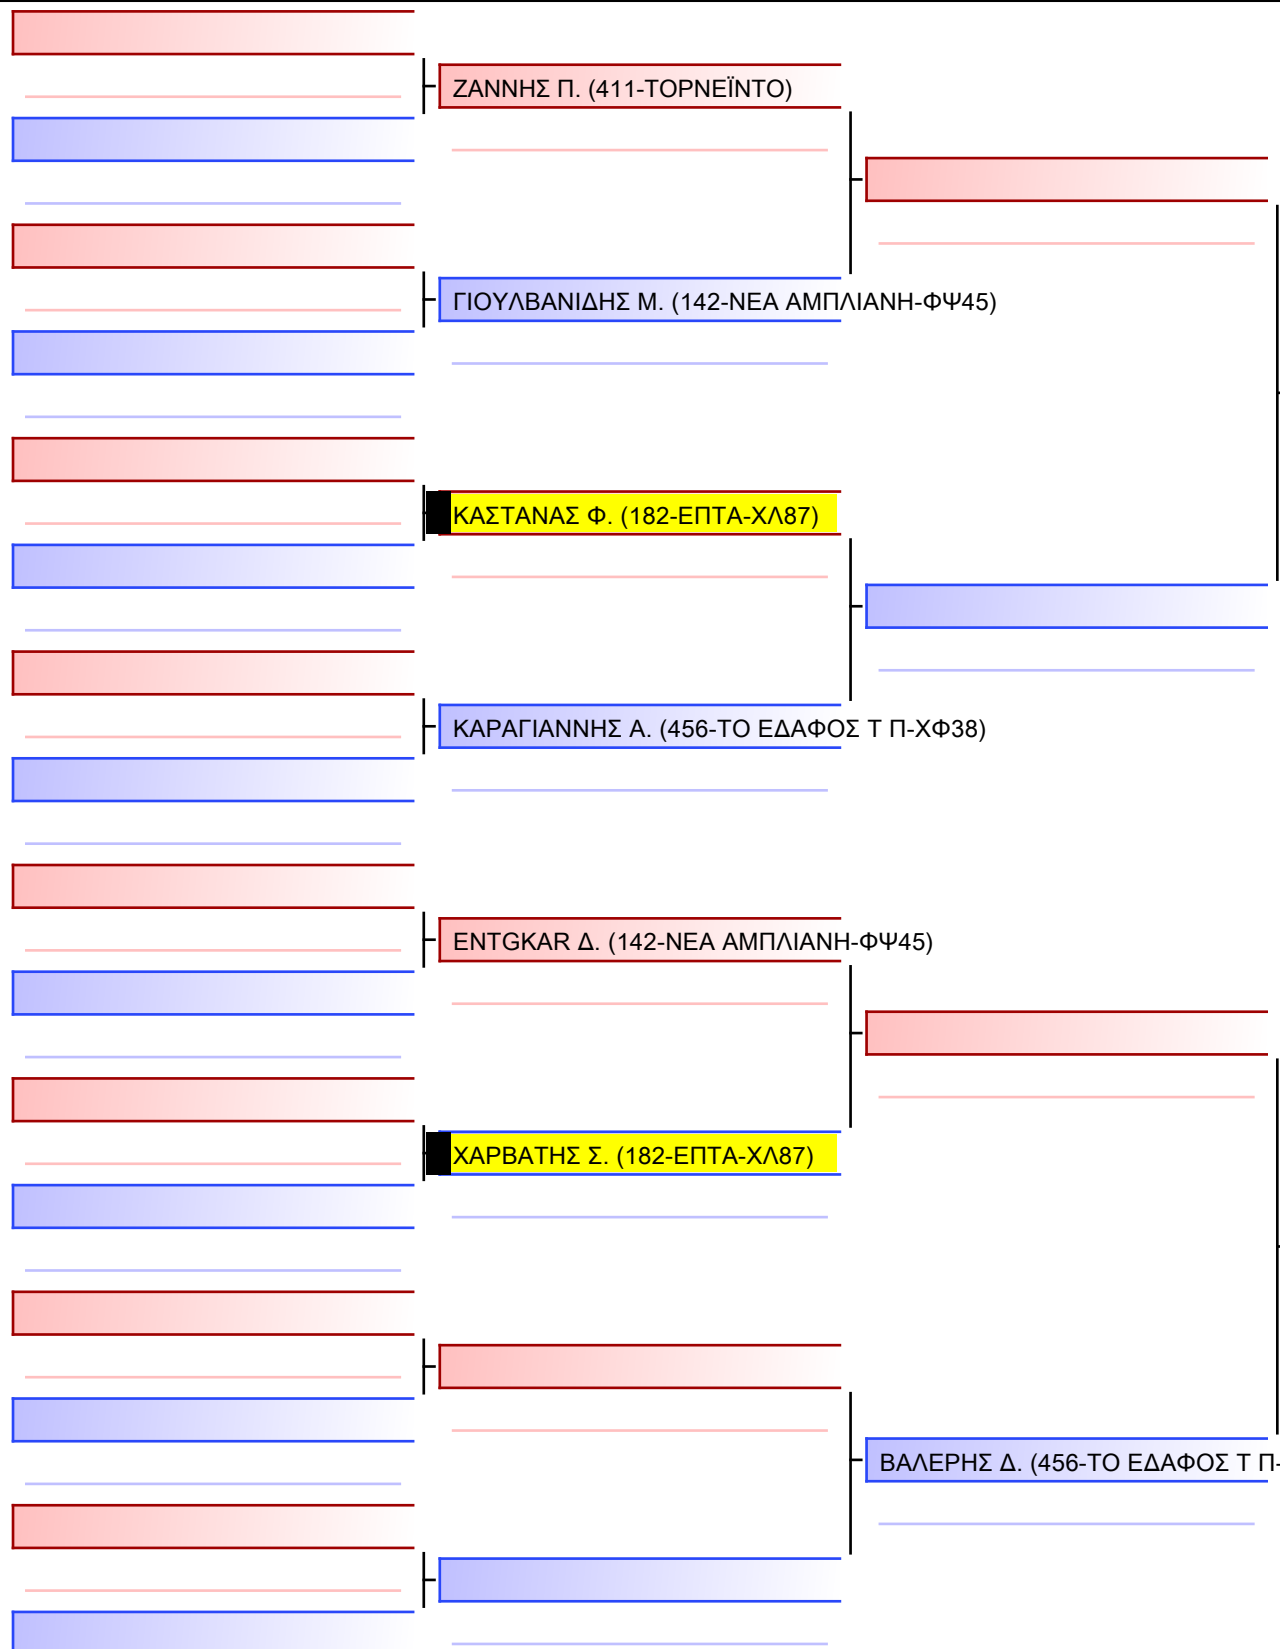 ΖΑΝΝΗΣ Π. (411-ΤΟΡΝΕΪΝΤΟ)
ΓΙΟΥΛΒΑΝΙΔΗΣ Μ. (142-ΝΕΑ ΑΜΠΛΙΑΝΗ-ΦΨ45)
ΚΑΣΤΑΝΑΣ Φ. (182-ΕΠΤΑ-ΧΛ87)
ΚΑΡΑΓΙΑΝΝΗΣ Α. (456-ΤΟ ΕΔΑΦΟΣ Τ Π-ΧΦ38)
ENTGKAR Δ. (142-ΝΕΑ ΑΜΠΛΙΑΝΗ-ΦΨ45)
ΧΑΡΒΑΤΗΣ Σ. (182-ΕΠΤΑ-ΧΛ87)
ΒΑΛΕΡΗΣ Δ. (456-ΤΟ ΕΔΑΦΟΣ Τ Π-